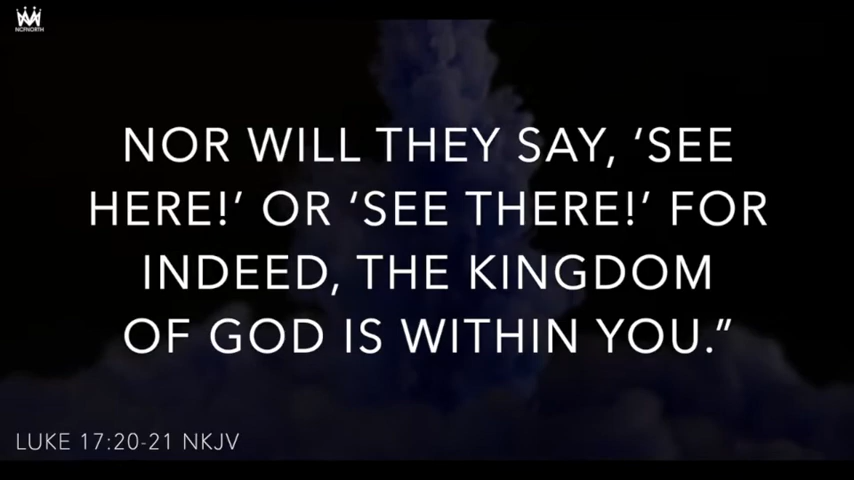 NCFNORTH
NOR WILL THEY SAY, ‘SEE
HERE!’ OR ‘SEE THERE!’ FOR
INDEED, THE KINGDOM
OF GOD IS WITHIN YOU.”
LUKE 17:20-21 NKJV